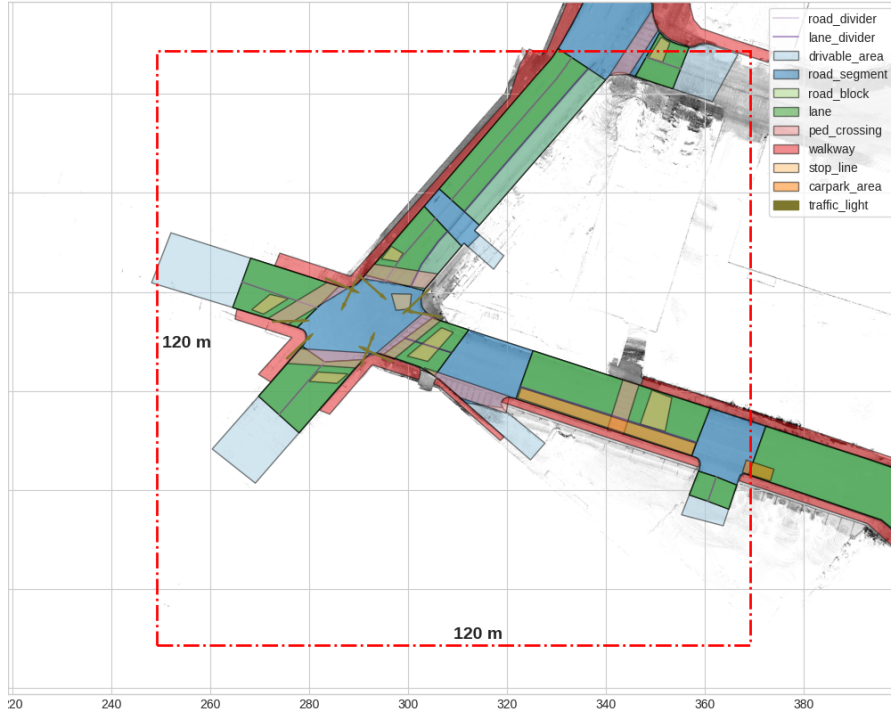 road_divider
lane_divider
drivable_area
road_segment
road_block
lane
ped_crossing
walkway
stop_line
carpark_area
traffic_light
120 m
120 m
20 240 260 280 300 320 340 360 380